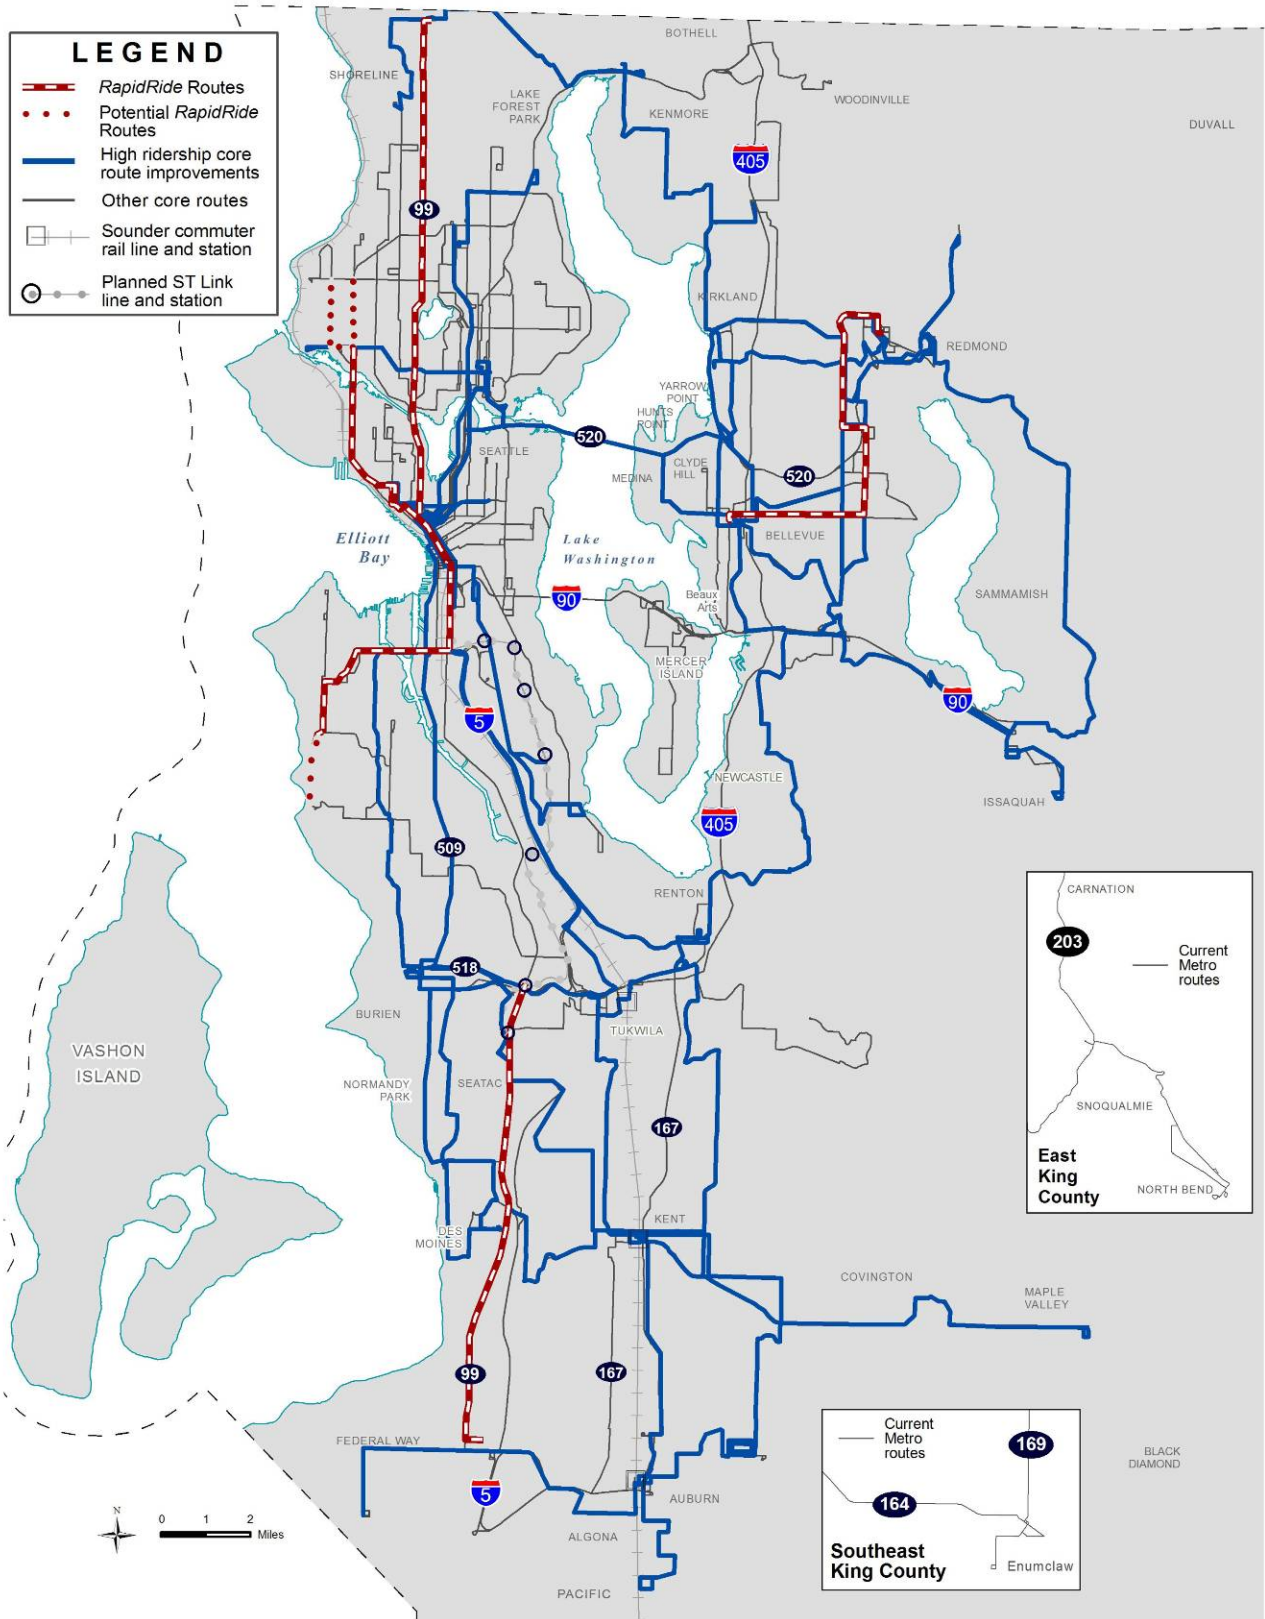 LEGEND
RapidRide Routes
Potential RapidRide
Routes
High ridership core
route improvements
Other core routes
Sounder commuter
rail line and station
Planned ST Link
line and station
BOTHELL
SHORELINE
LAKE
FOREST
PARK
KENMORE
WOODINVILLE
DUVALL
405
99
KIRKLAND
REDMOND
YARROW
POINT
HUNTS
POINT
520
SEATTLE
CLYDE
HILL
MEDINA
520
BELLEVUE
Elliott
Bay
Lake
Washington
90
Beaux
Arts
SAMMAMISH
MERCER
ISLAND
90
5
NEWCASTLE
ISSAQUAH
405
509
RENTON
518
BURIEN
TUKWILA
VASHON
ISLAND
NORMANDY
PARK
SEATAC
167
KENT
DES
MOINES
COVINGTON
MAPLE
VALLEY
99
167
FEDERAL WAY
5
AUBURN
ALGONA
PACIFIC
BLACK
DIAMOND
N
0 1 2
Miles
CARNATION
203
Current
Metro
routes
SNOQUALMIE
East
King
County
NORTH BEND
Current
Metro
routes
169
164
Southeast
King County
Enumclaw